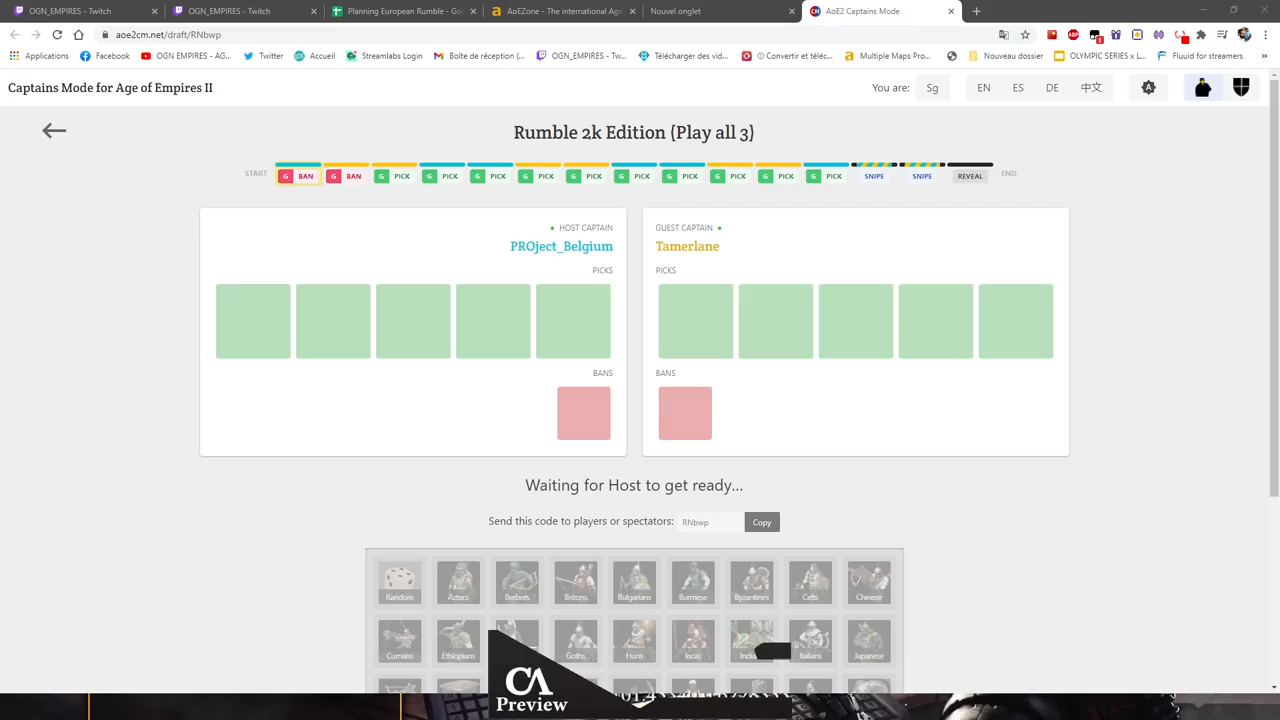 OGN_EMPIRES - Twitch
OGN_EMPIRES - Twitch
Planning European Rumble - Go
AoEZone - The international Age
Nouvel onglet
AoE2 Captains Mode
aoe2cm.net/draft/RNbwp
Applications
Facebook
OGN EMPIRES - AG...
Twitter
Accueil
Streamlabs Login
Boîte de réception (...
OGN_EMPIRES - Tw...
Télécharger des vid...
Convertir et téléc...
Multiple Maps Pro...
Nouveau dossier
OLYMPIC SERIES x L...
Fluuid for streamers
»
Captains Mode for Age of Empires II
You are:
Sg
EN
ES
DE
中文
Rumble 2k Edition (Play all 3)
START
G BAN
G BAN
G PICK
G PICK
G PICK
G PICK
G PICK
G PICK
G PICK
G PICK
G PICK
G PICK
SNIPE
SNIPE
REVEAL
END
HOST CAPTAIN
PROject_Belgium
PICKS
BANS
GUEST CAPTAIN
Tamerlane
PICKS
BANS
Waiting for Host to get ready...
Send this code to players or spectators:
RNbwp
Copy
Random
Aztecs
Berbers
Britons
Bulgarians
Burmese
Byzantines
Celts
Chinese
Cumans
Ethiopians
Goths
Huns
Incas
India
Italians
Japanese
CA
Preview